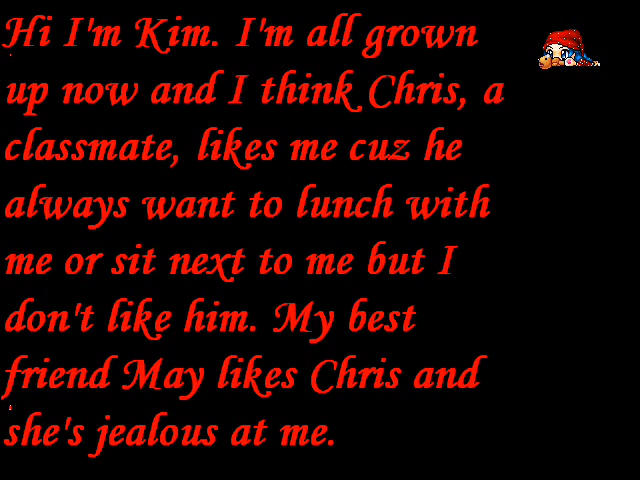 Hi I'm Kim. I'm all grown
up now and I think Chris, a
classmate, likes me cuz he
always want to lunch with
me or sit next to me but I
don't like him. My best
friend May likes Chris and
she's jealous at me.